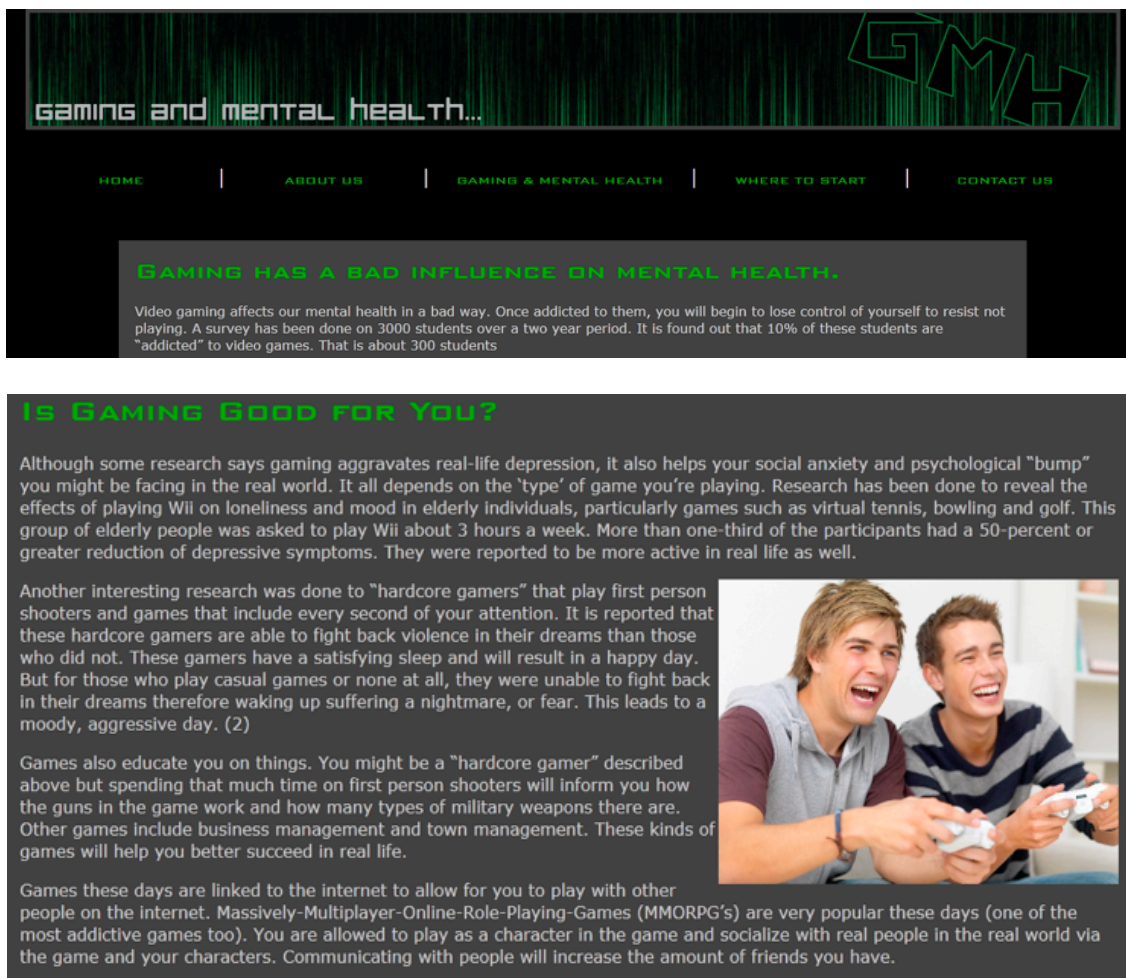 GMH
gaming and mental health...
HOME | ABOUT US | GAMING & MENTAL HEALTH | WHERE TO START | CONTACT US
Gaming has a bad influence on mental health.
Video gaming affects our mental health in a bad way. Once addicted to them, you will begin to lose control of yourself to resist not
playing. A survey has been done on 3000 students over a two year period. It is found out that 10% of these students are
"addicted" to video games. That is about 300 students
Is Gaming Good for You?
Although some research says gaming aggravates real-life depression, it also helps your social anxiety and psychological "bump"
you might be facing in the real world. It all depends on the 'type' of game you're playing. Research has been done to reveal the
effects of playing Wii on loneliness and mood in elderly individuals, particularly games such as virtual tennis, bowling and golf. This
group of elderly people was asked to play Wii about 3 hours a week. More than one-third of the participants had a 50-percent or
greater reduction of depressive symptoms. They were reported to be more active in real life as well.
Another interesting research was done to "hardcore gamers" that play first person
shooters and games that include every second of your attention. It is reported that
these hardcore gamers are able to fight back violence in their dreams than those
who did not. These gamers have a satisfying sleep and will result in a happy day.
But for those who play casual games or none at all, they were unable to fight back
in their dreams therefore waking up suffering a nightmare, or fear. This leads to a
moody, aggressive day. (2)
Games also educate you on things. You might be a "hardcore gamer" described
above but spending that much time on first person shooters will inform you how
the guns in the game work and how many types of military weapons there are.
Other games include business management and town management. These kinds of
games will help you better succeed in real life.
Games these days are linked to the internet to allow for you to play with other
people on the internet. Massively-Multiplayer-Online-Role-Playing-Games (MMORPG's) are very popular these days (one of the
most addictive games too). You are allowed to play as a character in the game and socialize with real people in the real world via
the game and your characters. Communicating with people will increase the amount of friends you have.